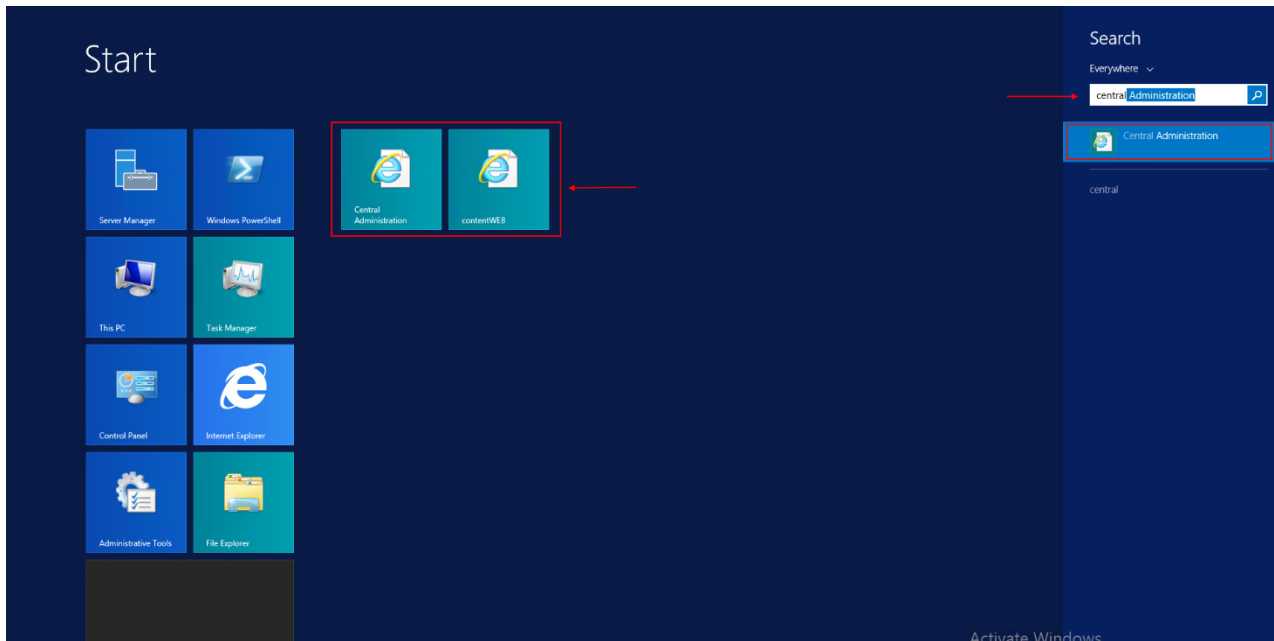 Start
Server Manager
Windows PowerShell
Central
Administration
contentWEB
This PC
Task Manager
Control Panel
Internet Explorer
Administrative Tools
File Explorer
Search
Everywhere
central Administration
Central Administration
central
Activate Windows